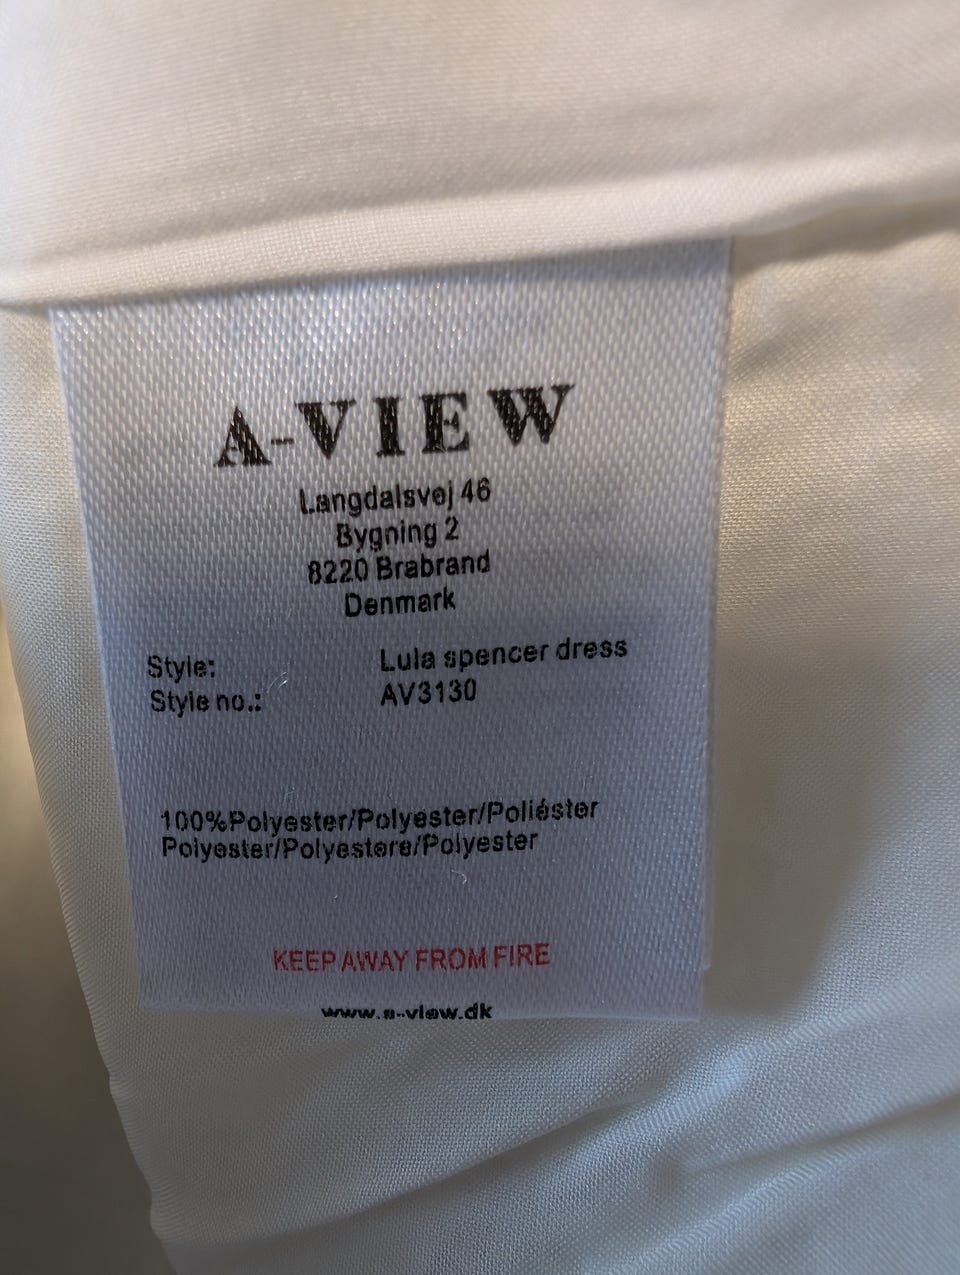 A-VIEW
Langdalsvej 46
Bygning 2
8220 Brabrand
Denmark
Style: Lula spencer dress
Style no.: AV3130
100%Polyester/Polyester/Poliéster
Polyester/Polyestere/Polyester
KEEP AWAY FROM FIRE
www.a-view.dk